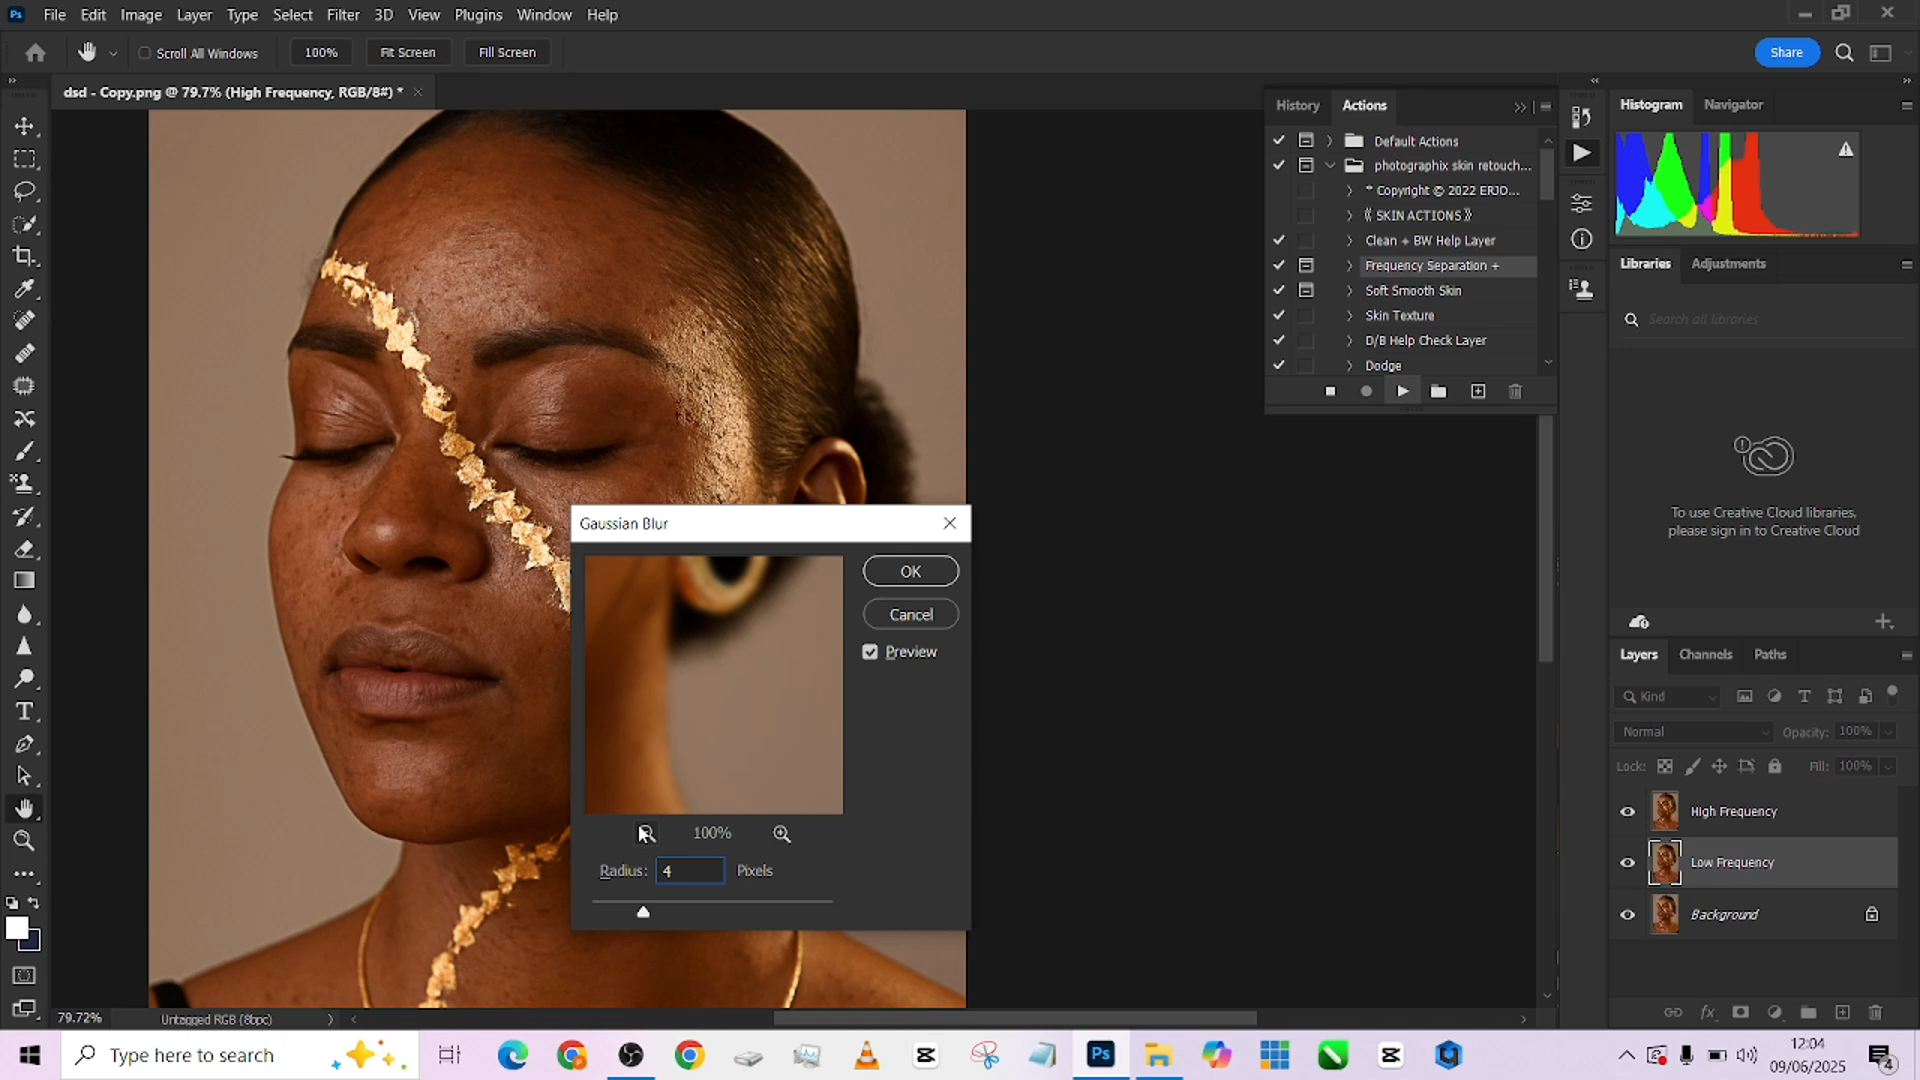 Ps File Edit Image Layer Type Select Filter 3D View Plugins Window Help
Scroll All Windows 100% Fit Screen Fill Screen Share
dsd - Copy.png @ 79.7% (High Frequency, RGB/8#) *
History Actions
Default Actions
photographix skin retouch...
* Copyright © 2022 ERJO...
⟪ SKIN ACTIONS ⟫
Clean + BW Help Layer
Frequency Separation +
Soft Smooth Skin
Skin Texture
D/B Help Check Layer
Dodge
Histogram Navigator
Libraries Adjustments
Search all libraries
To use Creative Cloud libraries,
please sign in to Creative Cloud
Gaussian Blur
OK
Cancel
Preview
100%
Radius: 4 Pixels
Layers Channels Paths
Kind
Normal Opacity: 100%
Lock: Fill: 100%
High Frequency
Low Frequency
Background
79.72% Untagged RGB (8bpc)
Type here to search
Ps
12:04
09/06/2025
4